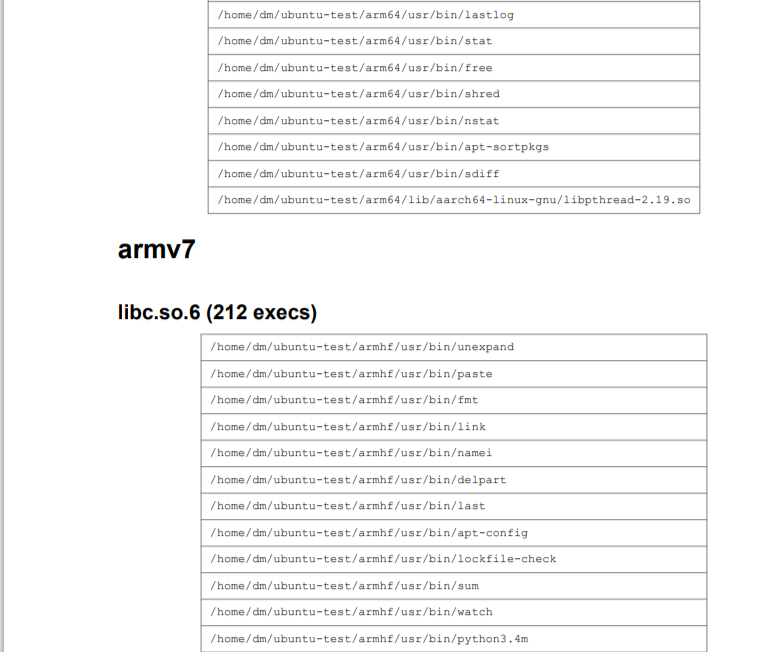 /home/dm/ubuntu-test/arm64/usr/bin/lastlog
/home/dm/ubuntu-test/arm64/usr/bin/stat
/home/dm/ubuntu-test/arm64/usr/bin/free
/home/dm/ubuntu-test/arm64/usr/bin/shred
/home/dm/ubuntu-test/arm64/usr/bin/nstat
/home/dm/ubuntu-test/arm64/usr/bin/apt-sortpkgs
/home/dm/ubuntu-test/arm64/usr/bin/sdiff
/home/dm/ubuntu-test/arm64/lib/aarch64-linux-gnu/libpthread-2.19.so
armv7
libc.so.6 (212 execs)
/home/dm/ubuntu-test/armhf/usr/bin/unexpand
/home/dm/ubuntu-test/armhf/usr/bin/paste
/home/dm/ubuntu-test/armhf/usr/bin/fmt
/home/dm/ubuntu-test/armhf/usr/bin/link
/home/dm/ubuntu-test/armhf/usr/bin/namei
/home/dm/ubuntu-test/armhf/usr/bin/delpart
/home/dm/ubuntu-test/armhf/usr/bin/last
/home/dm/ubuntu-test/armhf/usr/bin/apt-config
/home/dm/ubuntu-test/armhf/usr/bin/lockfile-check
/home/dm/ubuntu-test/armhf/usr/bin/sum
/home/dm/ubuntu-test/armhf/usr/bin/watch
/home/dm/ubuntu-test/armhf/usr/bin/python3.4m